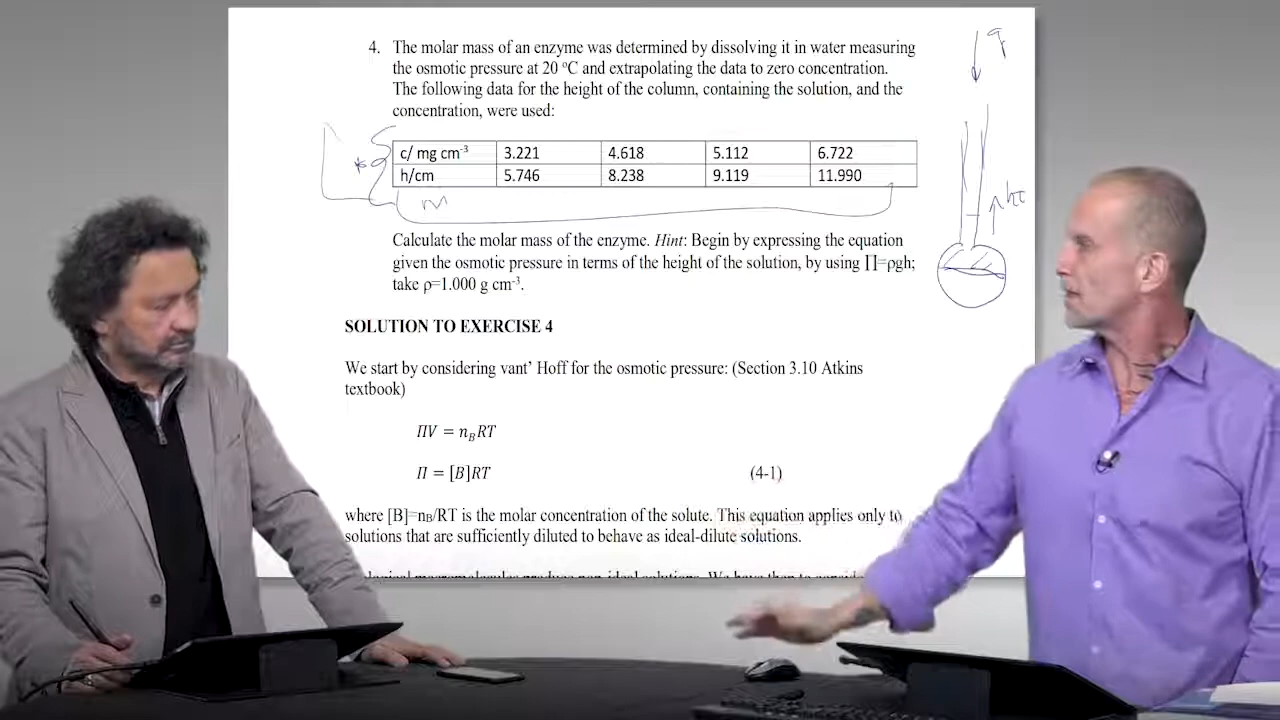 4. The molar mass of an enzyme was determined by dissolving it in water measuring
the osmotic pressure at 20 °C and extrapolating the data to zero concentration.
The following data for the height of the column, containing the solution, and the
concentration, were used:
c/ mg cm⁻³ 3.221 4.618 5.112 6.722
h/cm 5.746 8.238 9.119 11.990
m
Calculate the molar mass of the enzyme. Hint: Begin by expressing the equation
given the osmotic pressure in terms of the height of the solution, by using ∏=ρgh;
take ρ=1.000 g cm⁻³.
SOLUTION TO EXERCISE 4
We start by considering vant’ Hoff for the osmotic pressure: (Section 3.10 Atkins
textbook)
ΠV = n_BRT
Π = [B]RT (4-1)
where [B]=n_B/RT is the molar concentration of the solute. This equation applies only to
solutions that are sufficiently diluted to behave as ideal-dilute solutions.